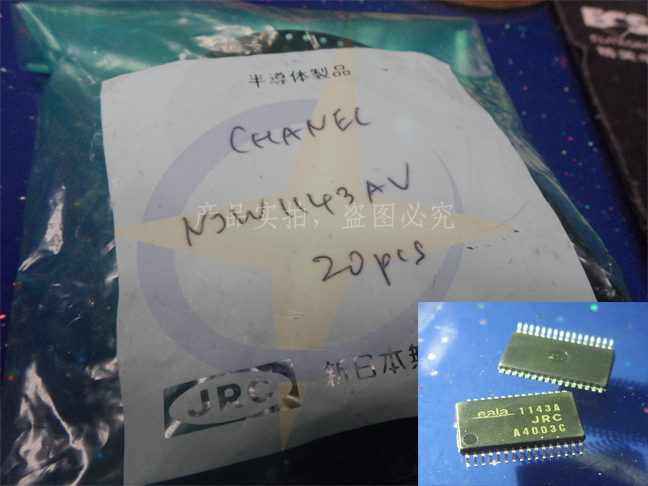 半導体製品
CHANEL
NJW1143AV
产品实拍，盗图必究
20pcs
JRC
新日本無
eala 1143A
JRC
A4003C